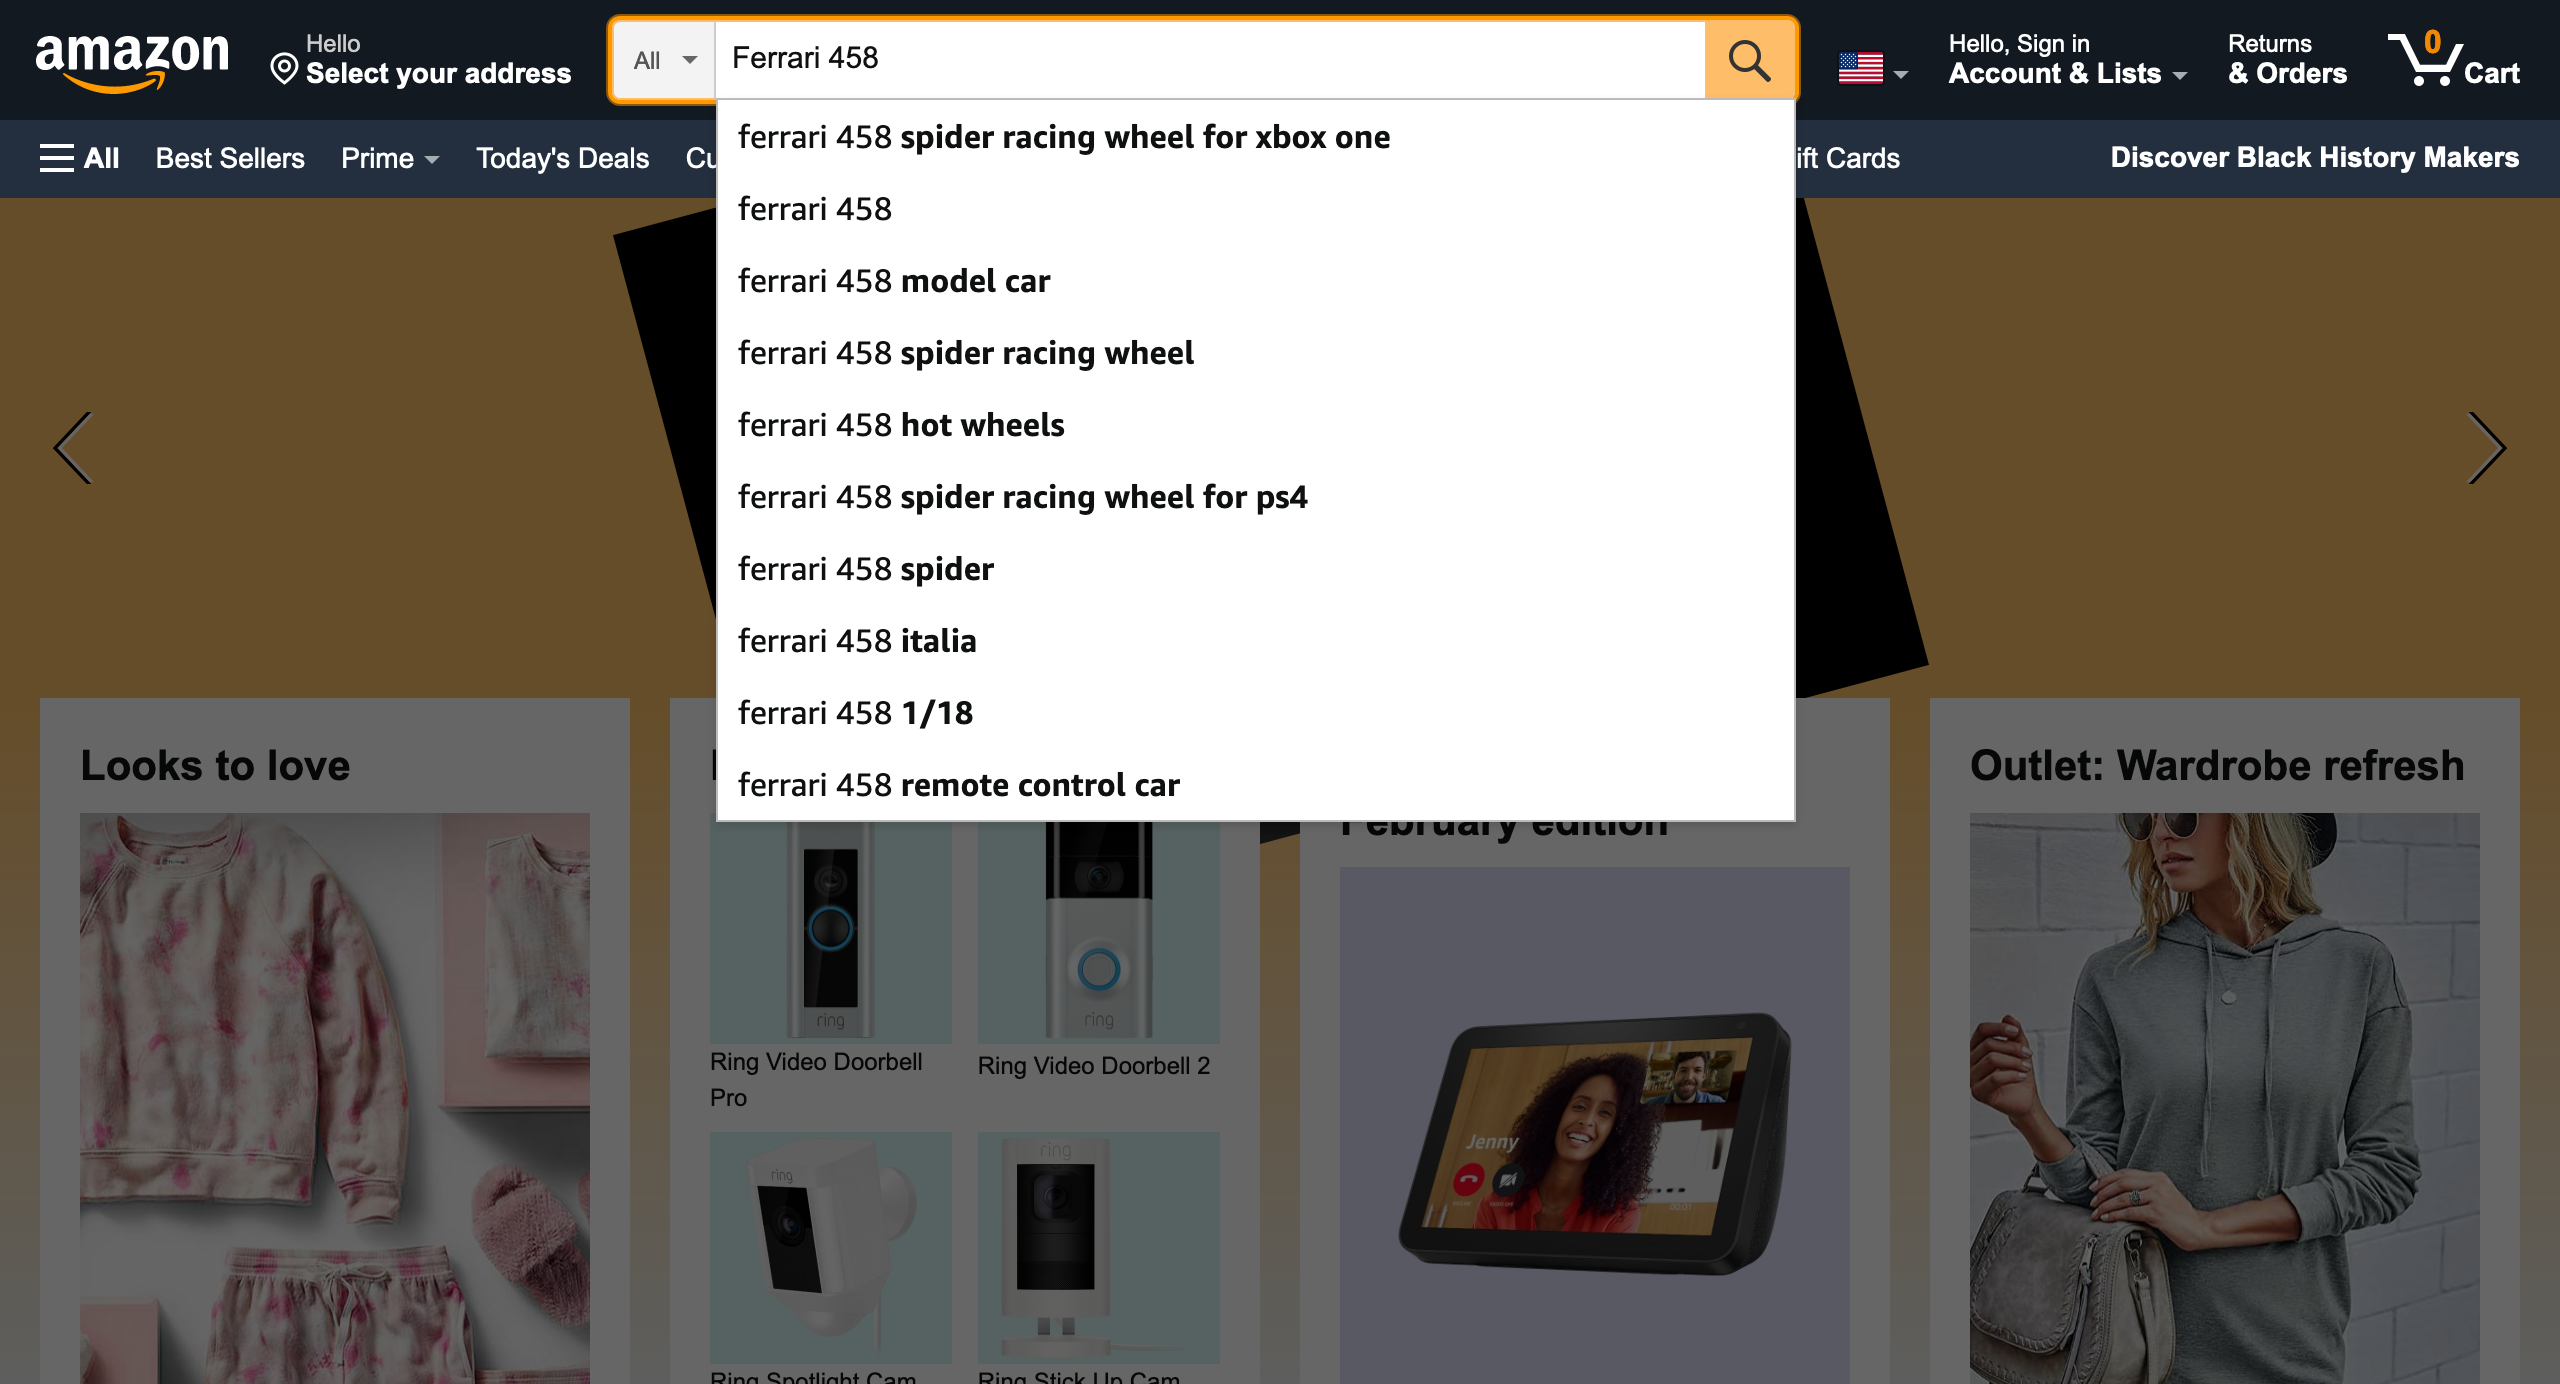 amazon
Hello
Select your address
All
Ferrari 458
Hello, Sign in
Account & Lists
Returns
& Orders
0
Cart
All
Best Sellers
Prime
Today's Deals
Cu
ift Cards
Discover Black History Makers
ferrari 458 spider racing wheel for xbox one
ferrari 458
ferrari 458 model car
ferrari 458 spider racing wheel
ferrari 458 hot wheels
ferrari 458 spider racing wheel for ps4
ferrari 458 spider
ferrari 458 italia
ferrari 458 1/18
ferrari 458 remote control car
Looks to love
February edition
Outlet: Wardrobe refresh
ring
ring
Ring Video Doorbell
Pro
Ring Video Doorbell 2
ring
ring
Jenny
Ring Spotlight Cam
Ring Stick Up Cam